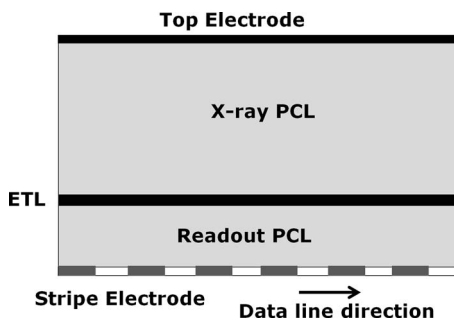 Top Electrode
X-ray PCL
ETL
Readout PCL
Stripe Electrode
Data line direction